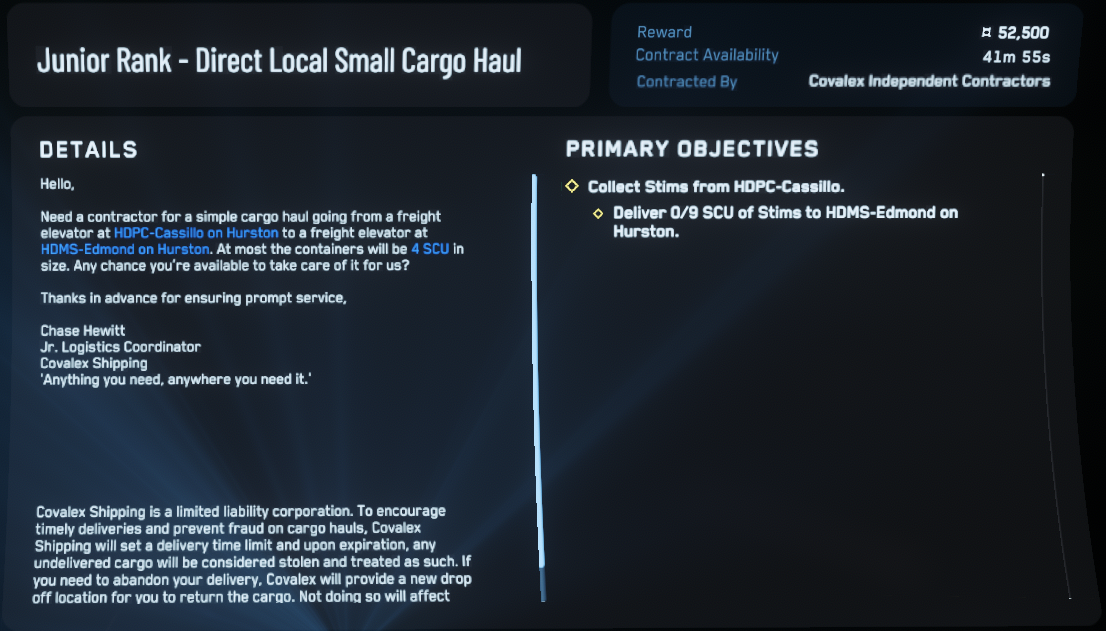 Junior Rank - Direct Local Small Cargo Haul
Reward
¤ 52,500
Contract Availability
41m 55s
Contracted By
Covalex Independent Contractors
DETAILS
Hello,
Need a contractor for a simple cargo haul going from a freight
elevator at HDPC-Cassillo on Hurston to a freight elevator at
HDMS-Edmond on Hurston. At most the containers will be 4 SCU in
size. Any chance you're available to take care of it for us?
Thanks in advance for ensuring prompt service,
Chase Hewitt
Jr. Logistics Coordinator
Covalex Shipping
'Anything you need, anywhere you need it.'
Covalex Shipping is a limited liability corporation. To encourage
timely deliveries and prevent fraud on cargo hauls, Covalex
Shipping will set a delivery time limit and upon expiration, any
undelivered cargo will be considered stolen and treated as such. If
you need to abandon your delivery, Covalex will provide a new drop
off location for you to return the cargo. Not doing so will affect
PRIMARY OBJECTIVES
Collect Stims from HDPC-Cassillo.
Deliver 0/9 SCU of Stims to HDMS-Edmond on
Hurston.